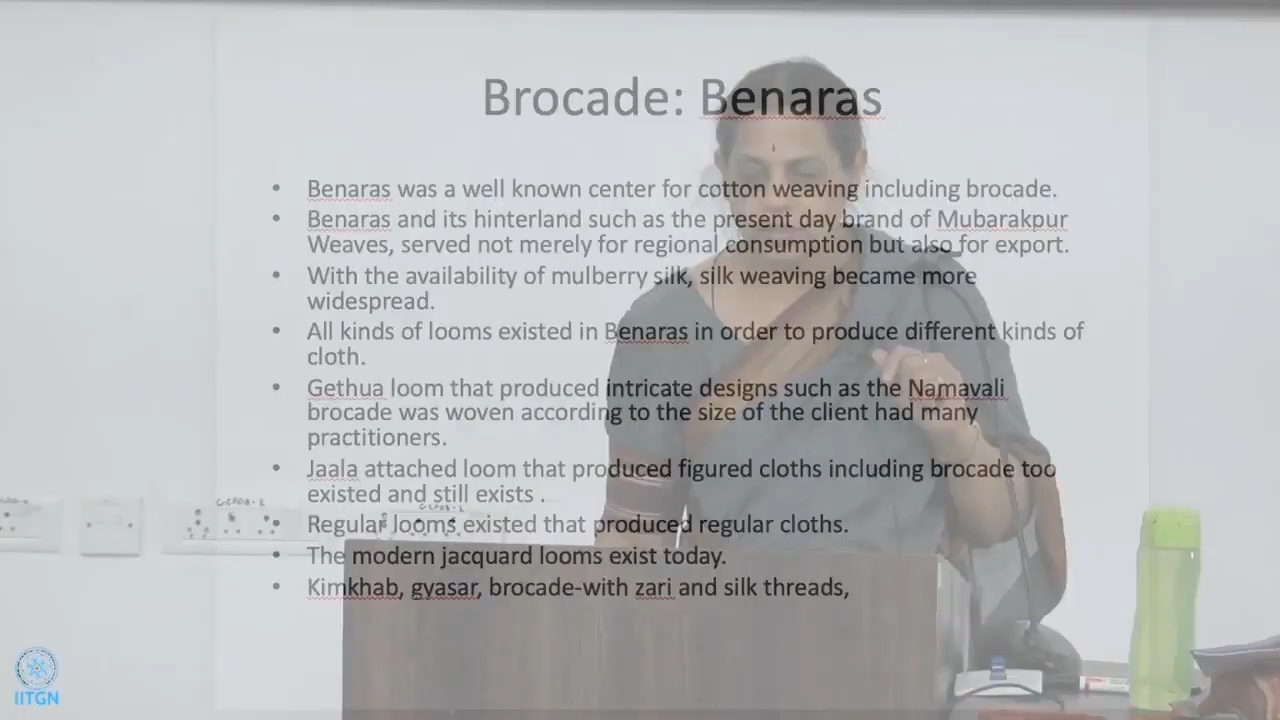 Brocade: Benaras
• Benaras was a well known center for cotton weaving including brocade.
• Benaras and its hinterland such as the present day brand of Mubarakpur
Weaves, served not merely for regional consumption but also for export.
• With the availability of mulberry silk, silk weaving became more
widespread.
• All kinds of looms existed in Benaras in order to produce different kinds of
cloth.
• Gethua loom that produced intricate designs such as the Namavali
brocade was woven according to the size of the client had many
practitioners.
• Jaala attached loom that produced figured cloths including brocade too
existed and still exists .
• Regular looms existed that produced regular cloths.
• The modern jacquard looms exist today.
• Kimkhab, gyasar, brocade-with zari and silk threads,
IITGN